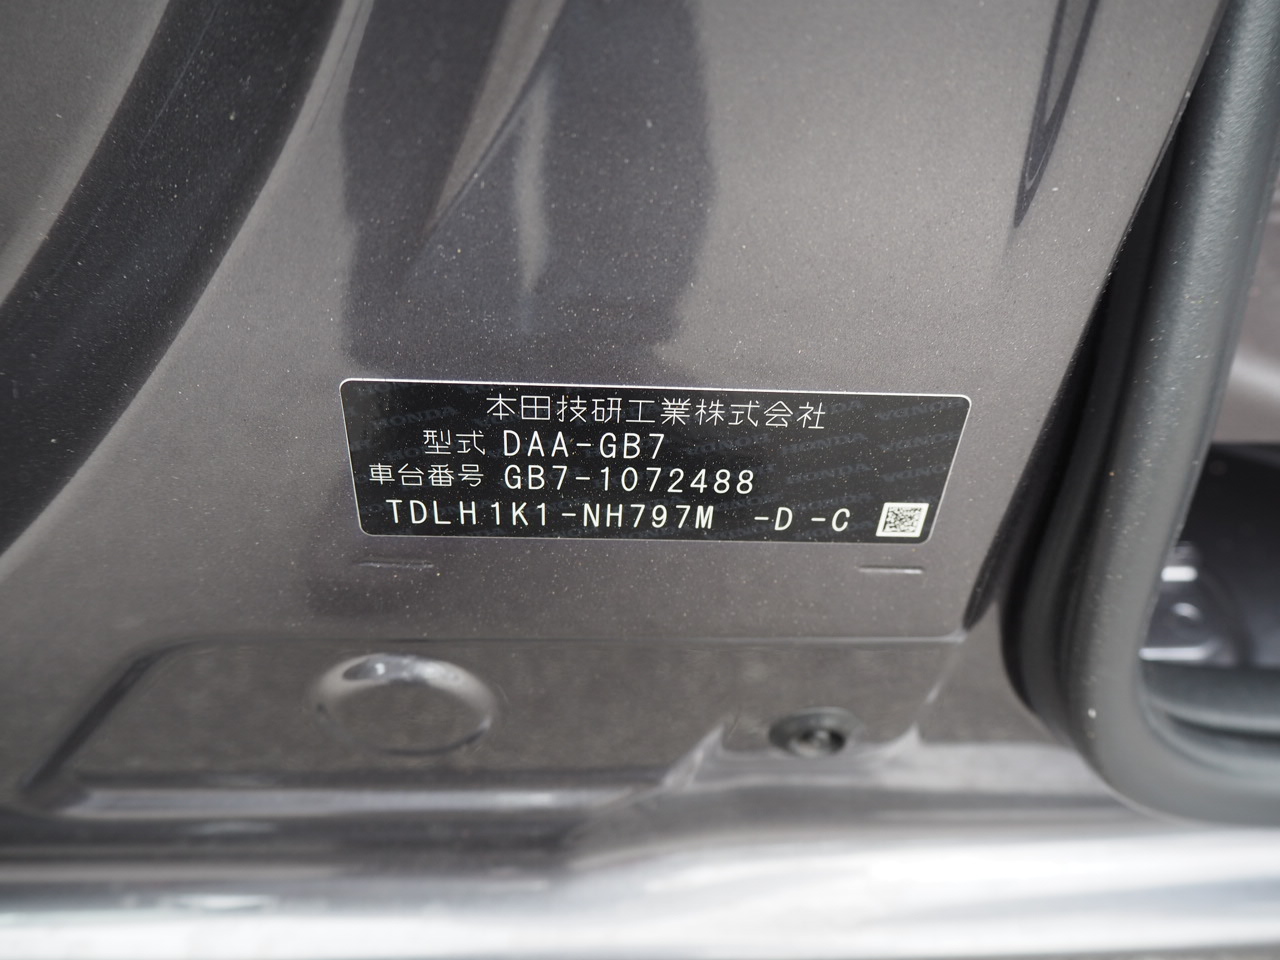 本田技研工業株式会社
型式 DAA-GB7
車台番号 GB7-1072488
TDLH1K1-NH797M -D -C